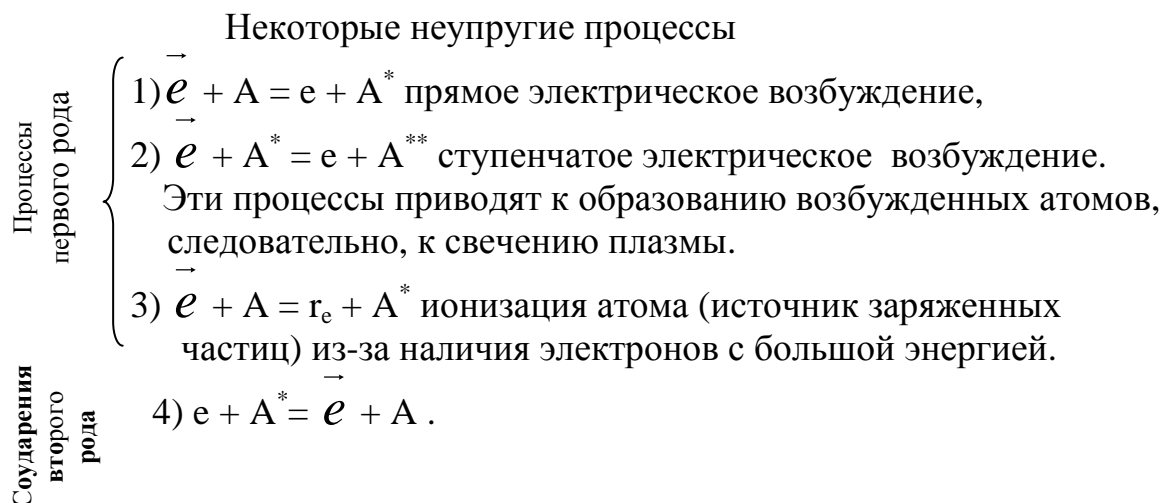 Некоторые неупругие процессы
Процессы
первого рода
1) e⃗ + A = e + A* прямое электрическое возбуждение,
2) e⃗ + A* = e + A** ступенчатое электрическое возбуждение.
Эти процессы приводят к образованию возбужденных атомов,
следовательно, к свечению плазмы.
3) e⃗ + A = rₑ + A* ионизация атома (источник заряженных
частиц) из-за наличия электронов с большой энергией.
Соударения
второго
рода
4) e + A* = e⃗ + A .